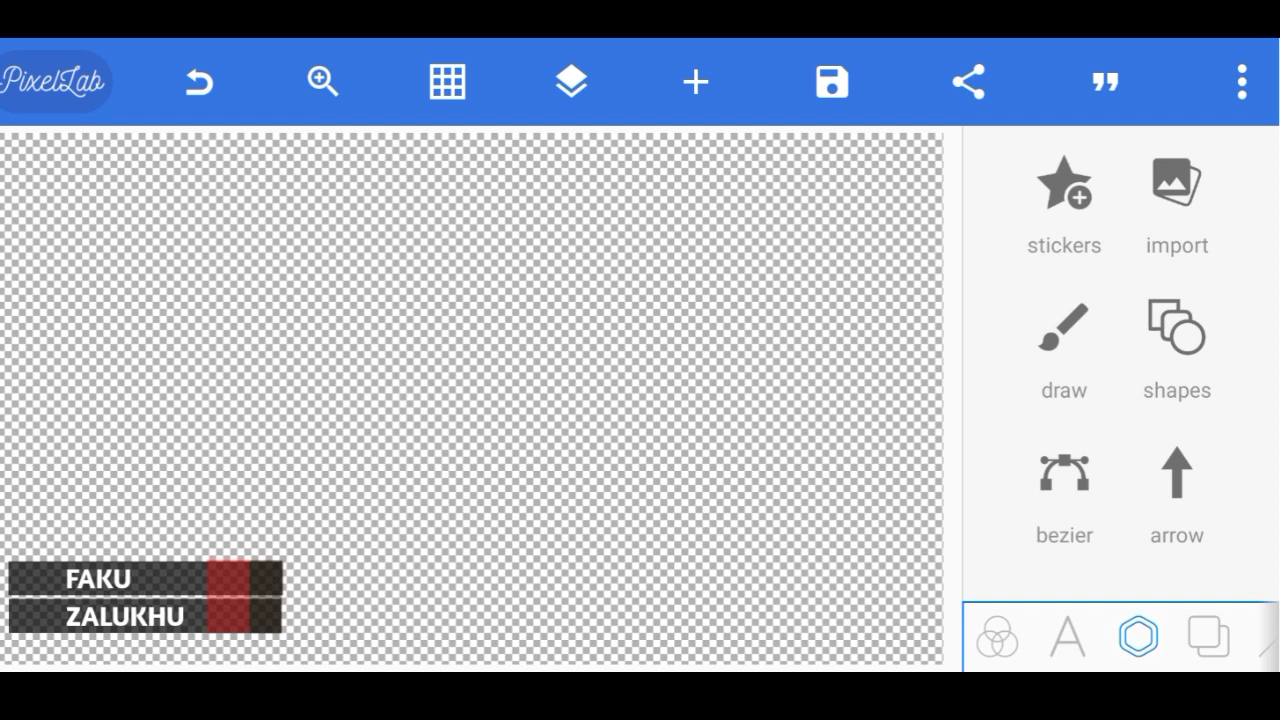 PixelLab
stickers import
draw shapes
bezier arrow
FAKU
ZALUKHU